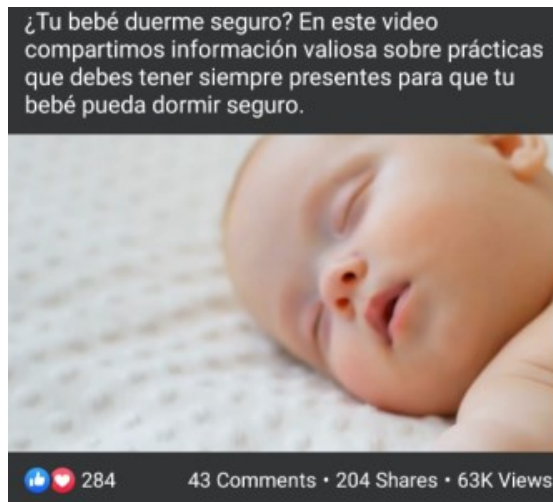 ¿Tu bebé duerme seguro? En este video
compartimos información valiosa sobre prácticas
que debes tener siempre presentes para que tu
bebé pueda dormir seguro.
284
43 Comments • 204 Shares • 63K Views